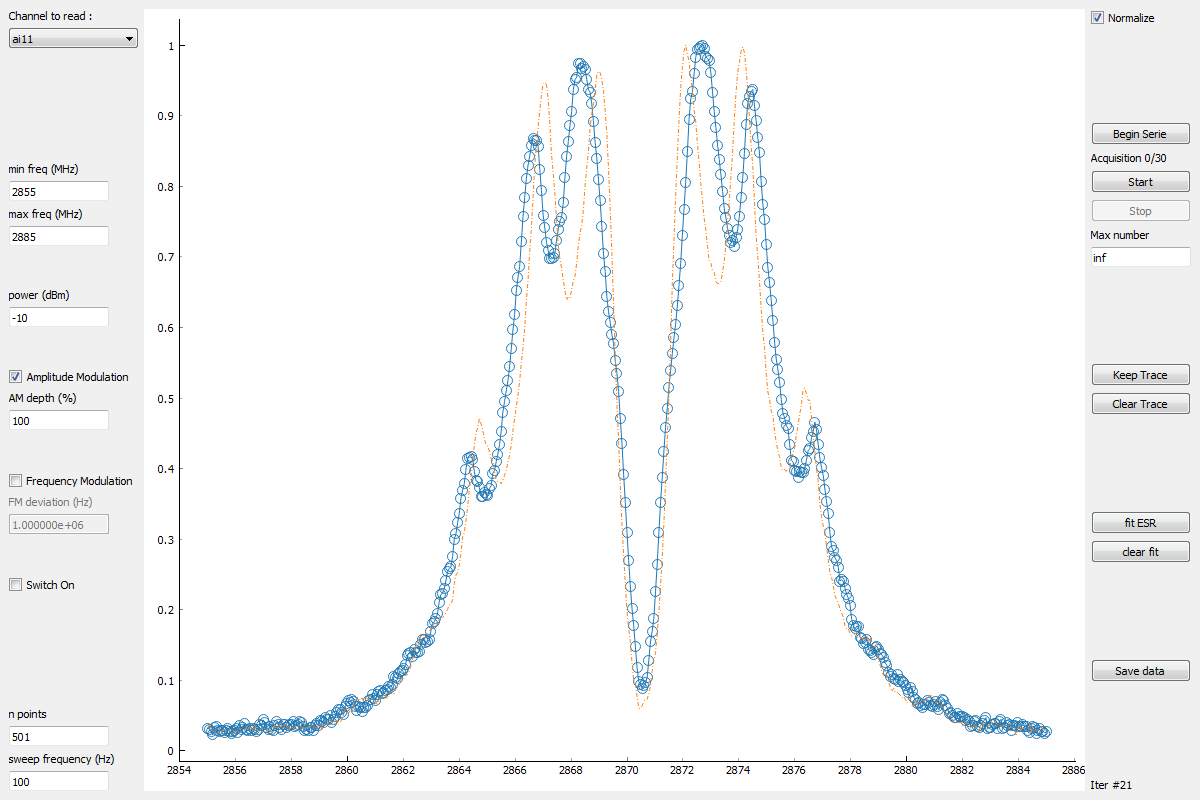 Channel to read :
ai11
min freq (MHz)
2855
max freq (MHz)
2885
power (dBm)
-10
Amplitude Modulation
AM depth (%)
100
Frequency Modulation
FM deviation (Hz)
1.000000e+06
Switch On
n points
501
sweep frequency (Hz)
100
1
0.9
0.8
0.7
0.6
0.5
0.4
0.3
0.2
0.1
0
2854 2856 2858 2860 2862 2864 2866 2868 2870 2872 2874 2876 2878 2880 2882 2884 2886
Normalize
Begin Serie
Acquisition 0/30
Start
Stop
Max number
inf
Keep Trace
Clear Trace
fit ESR
clear fit
Save data
Iter #21